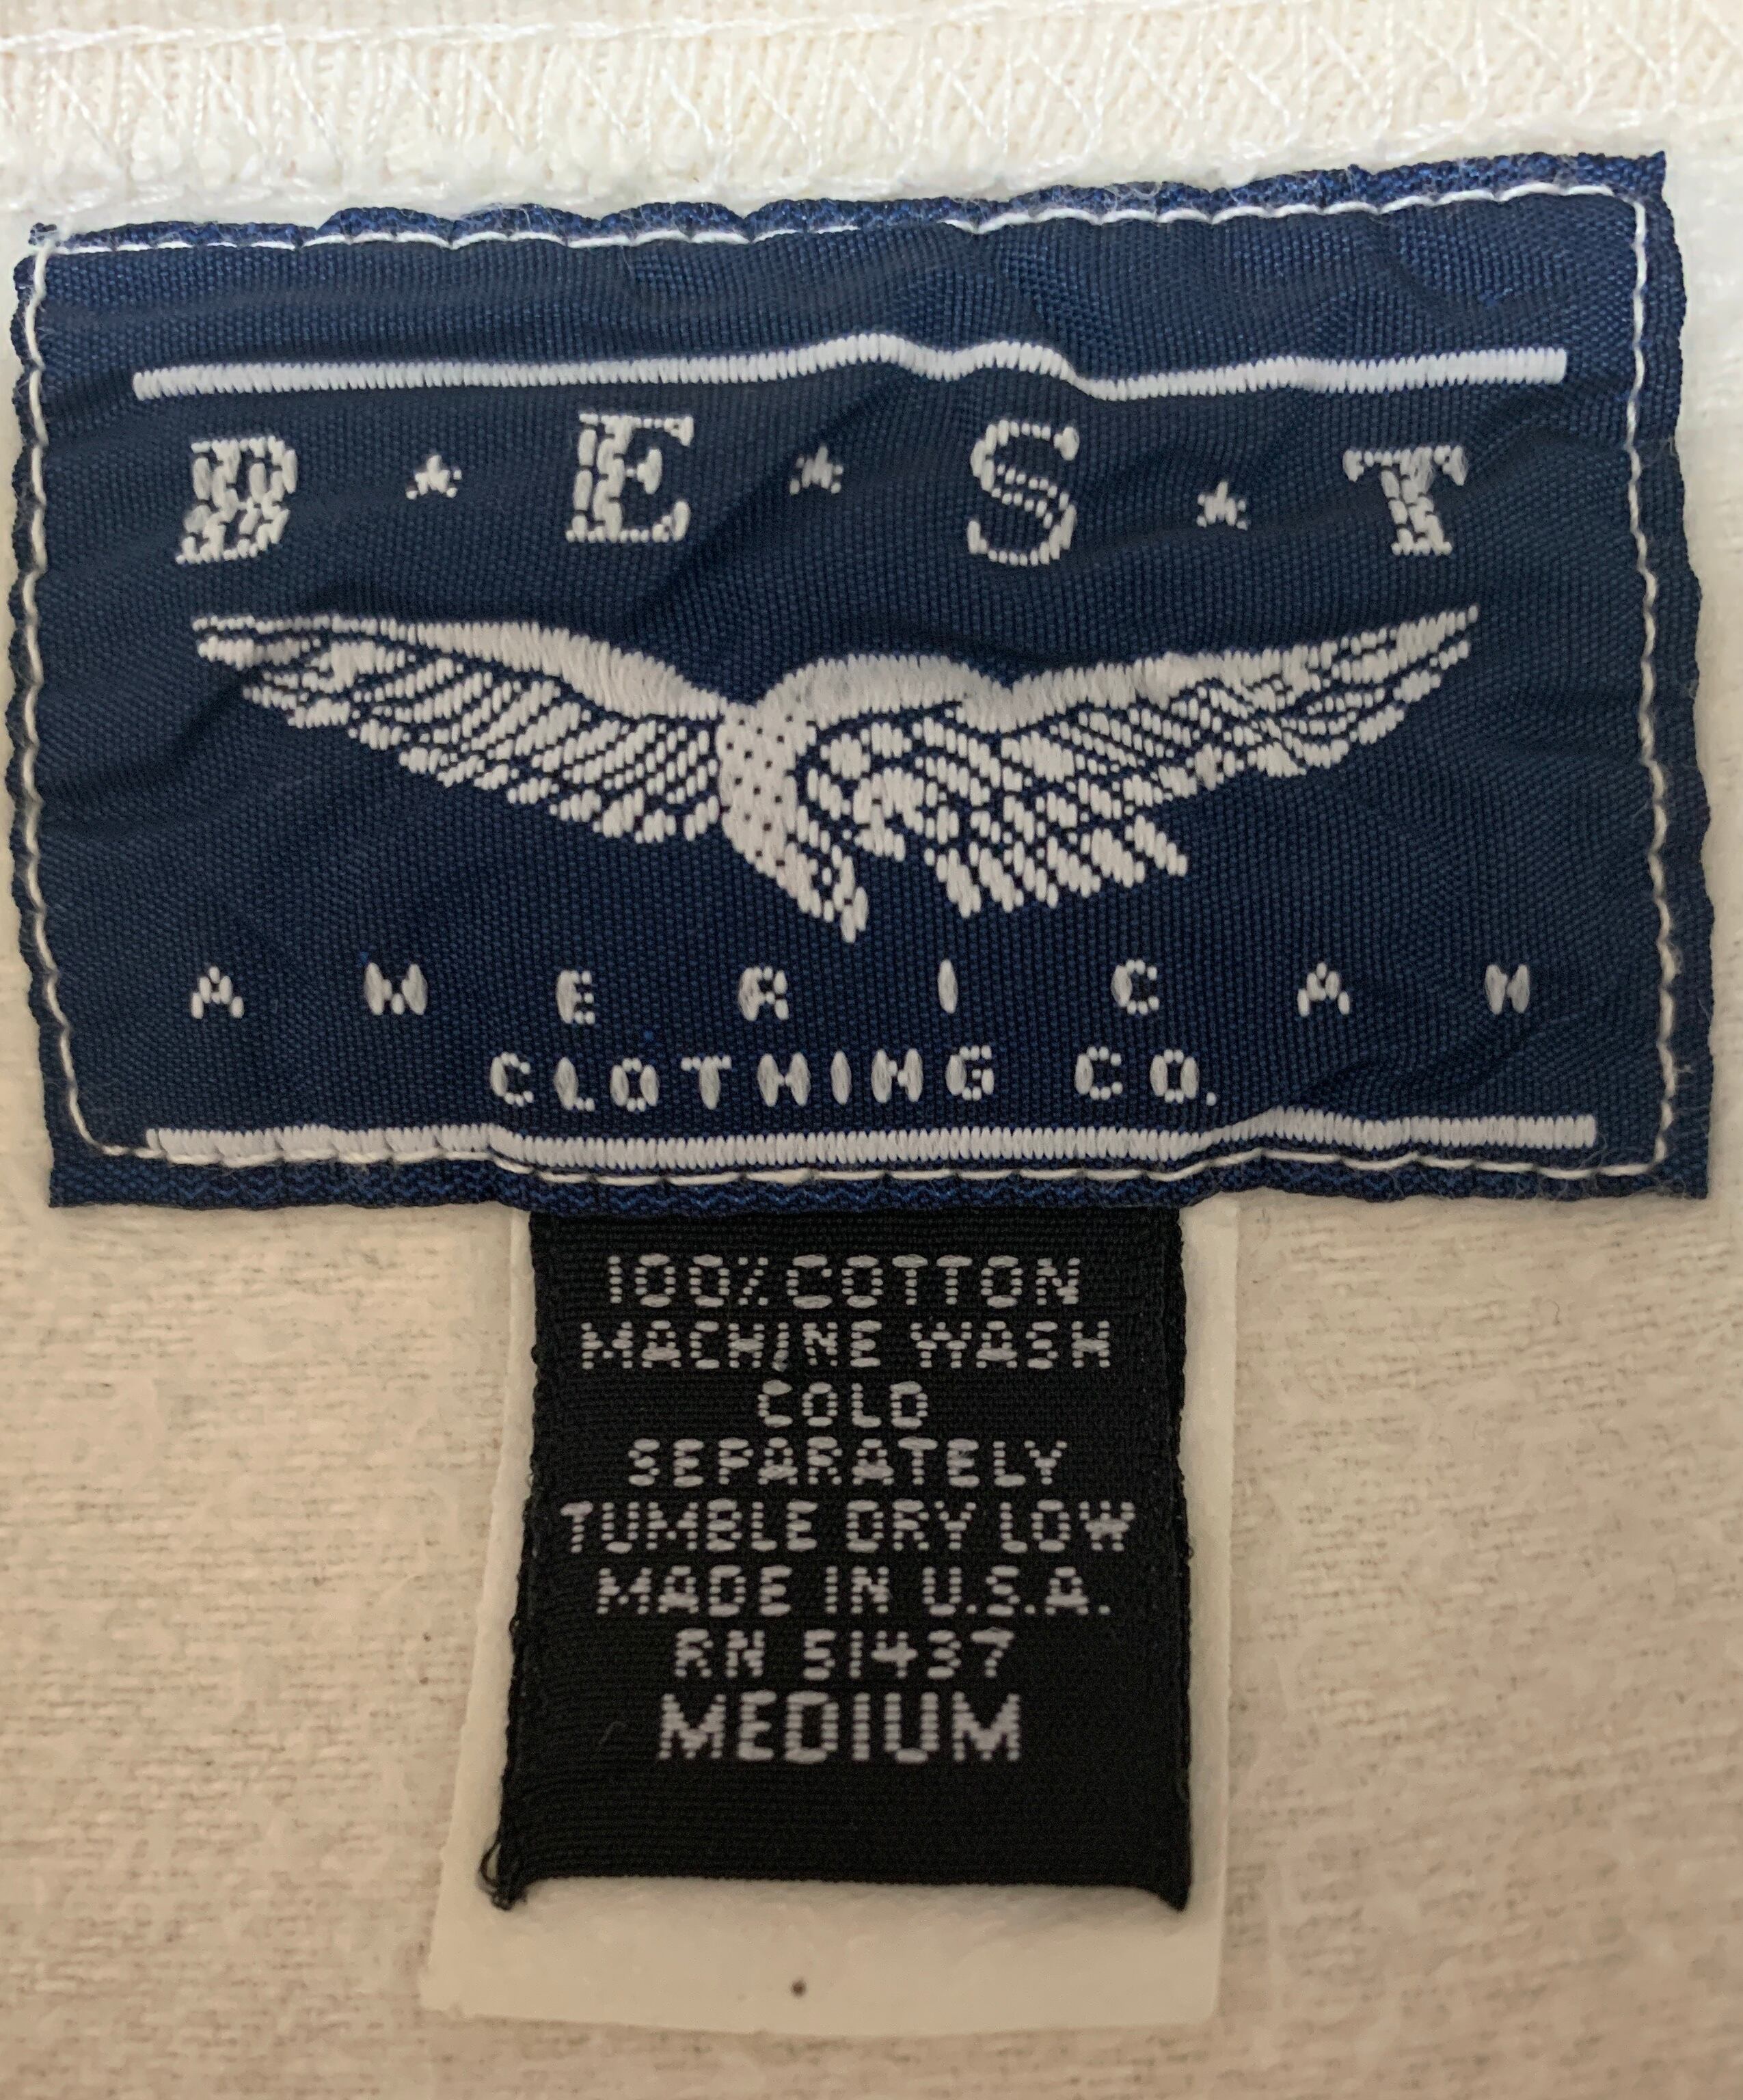 B★E★S★T
AMERICAN
CLOTHING CO.
100% COTTON
MACHINE WASH
COLD
SEPARATELY
TUMBLE DRY LOW
MADE IN U.S.A.
RN 51437
MEDIUM